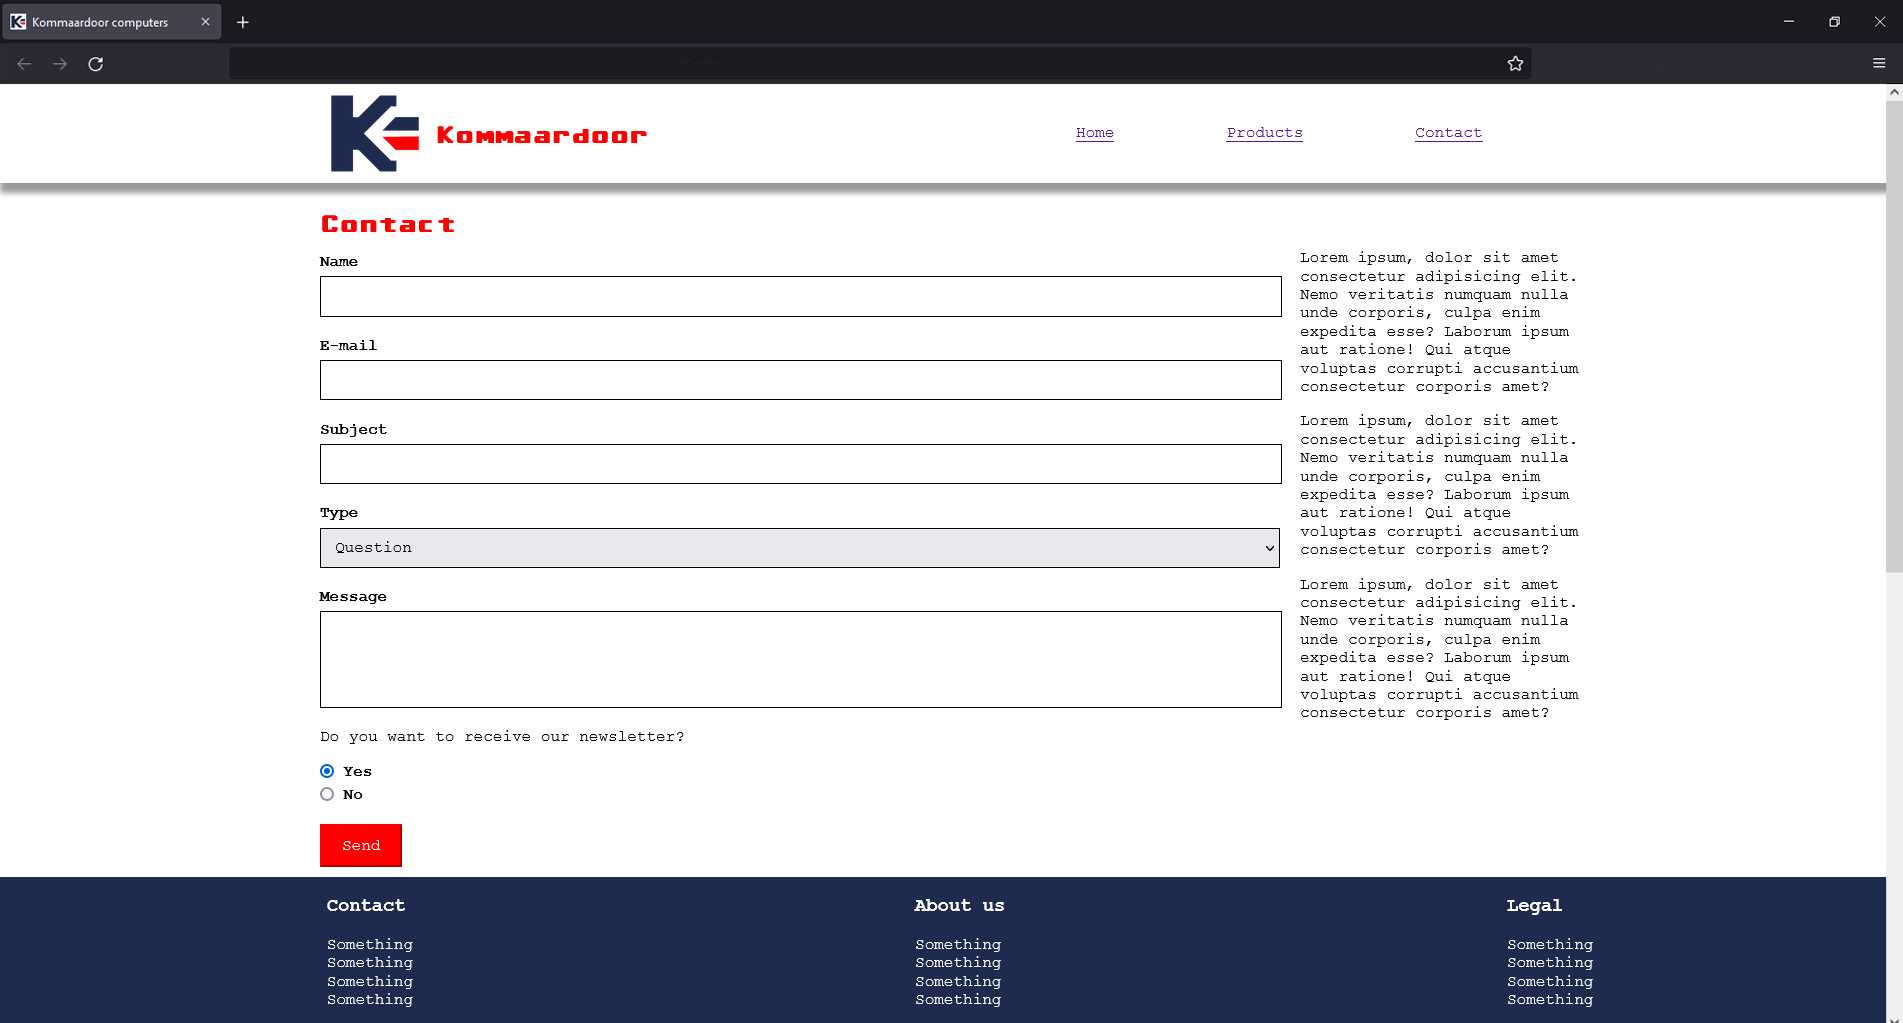 Kommaardoor computers
Kommaardoor
Home
Products
Contact
Contact
Name
E-mail
Subject
Type
Question
Message
Do you want to receive our newsletter?
Yes
No
Send
Lorem ipsum, dolor sit amet
consectetur adipisicing elit.
Nemo veritatis numquam nulla
unde corporis, culpa enim
expedita esse? Laborum ipsum
aut ratione! Qui atque
voluptas corrupti accusantium
consectetur corporis amet?
Lorem ipsum, dolor sit amet
consectetur adipisicing elit.
Nemo veritatis numquam nulla
unde corporis, culpa enim
expedita esse? Laborum ipsum
aut ratione! Qui atque
voluptas corrupti accusantium
consectetur corporis amet?
Lorem ipsum, dolor sit amet
consectetur adipisicing elit.
Nemo veritatis numquam nulla
unde corporis, culpa enim
expedita esse? Laborum ipsum
aut ratione! Qui atque
voluptas corrupti accusantium
consectetur corporis amet?
Contact
Something
Something
Something
Something
About us
Something
Something
Something
Something
Legal
Something
Something
Something
Something